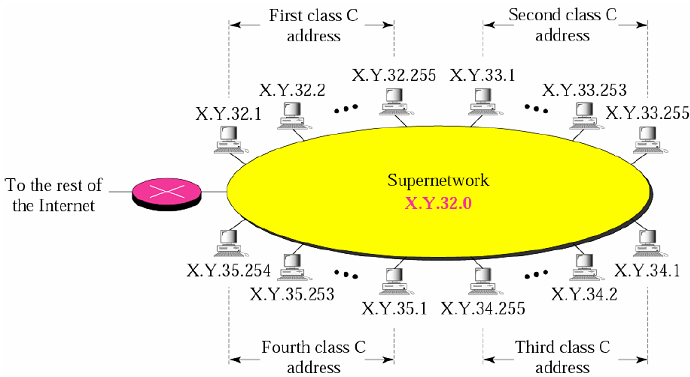 First class C
address
Second class C
address
X.Y.32.255 X.Y.33.1
X.Y.32.2
X.Y.33.253
X.Y.32.1
X.Y.33.255
To the rest of
the Internet
Supernetwork
X.Y.32.0
X.Y.35.254
X.Y.34.1
X.Y.35.253
X.Y.34.2
X.Y.35.1 X.Y.34.255
Fourth class C
address
Third class C
address